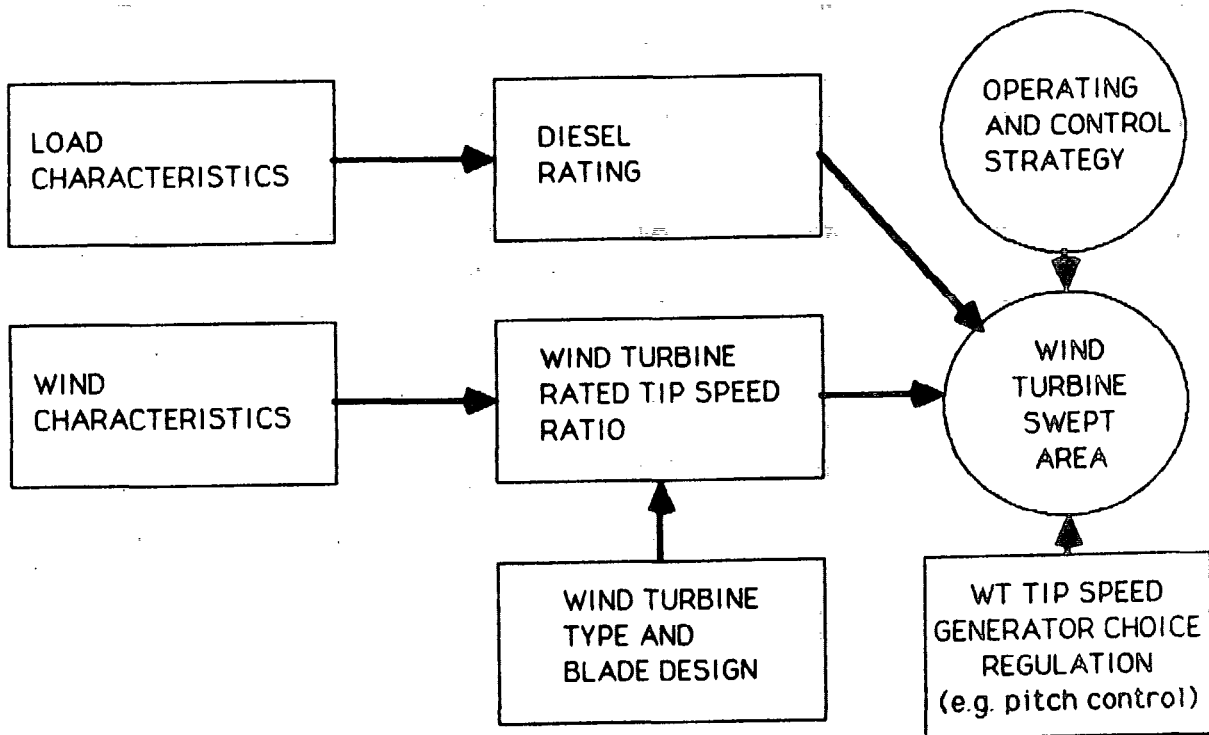 LOAD
CHARACTERISTICS
DIESEL
RATING
OPERATING
AND CONTROL
STRATEGY
WIND
CHARACTERISTICS
WIND TURBINE
RATED TIP SPEED
RATIO
WIND
TURBINE
SWEPT
AREA
WIND TURBINE
TYPE AND
BLADE DESIGN
WT TIP SPEED
GENERATOR CHOICE
REGULATION
(e.g. pitch control)